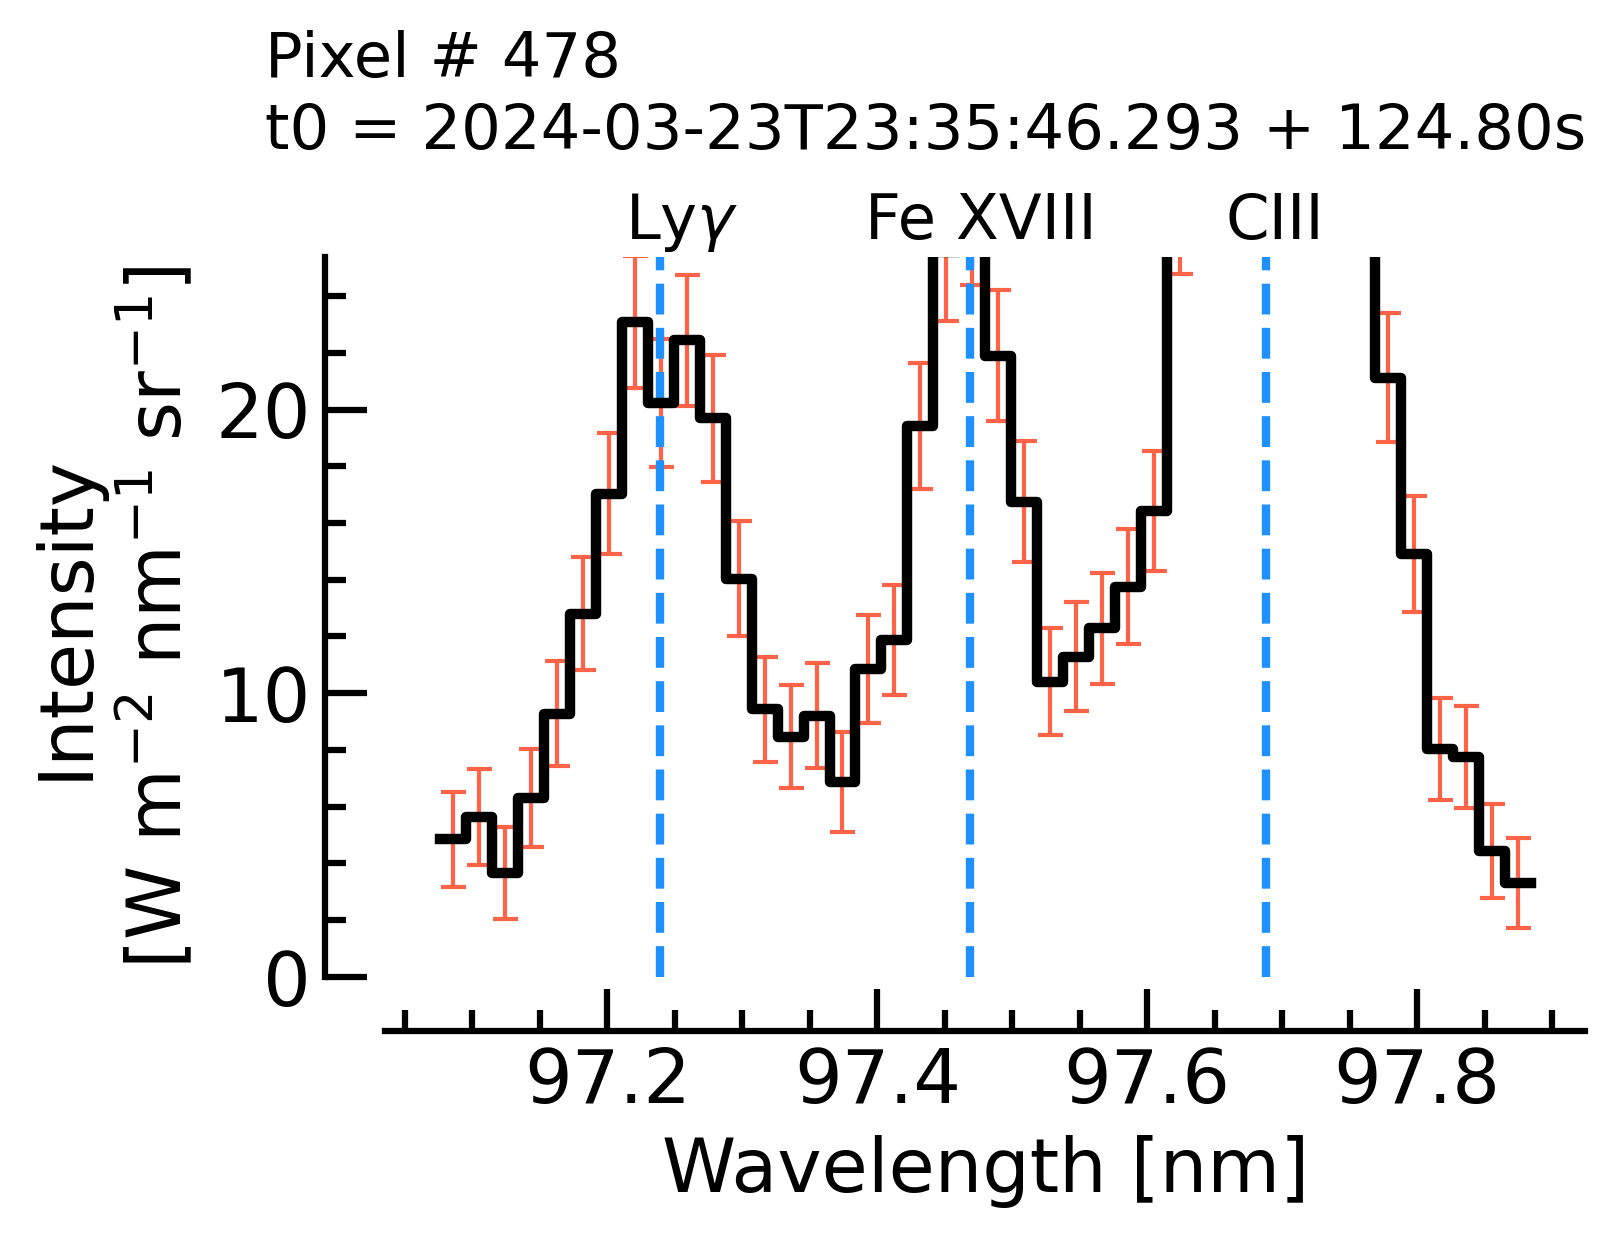 Pixel # 478
t0 = 2024-03-23T23:35:46.293 + 124.80s
Lyγ Fe XVIII CIII
Intensity
[W m⁻² nm⁻¹ sr⁻¹]
20
10
0
97.2 97.4 97.6 97.8
Wavelength [nm]